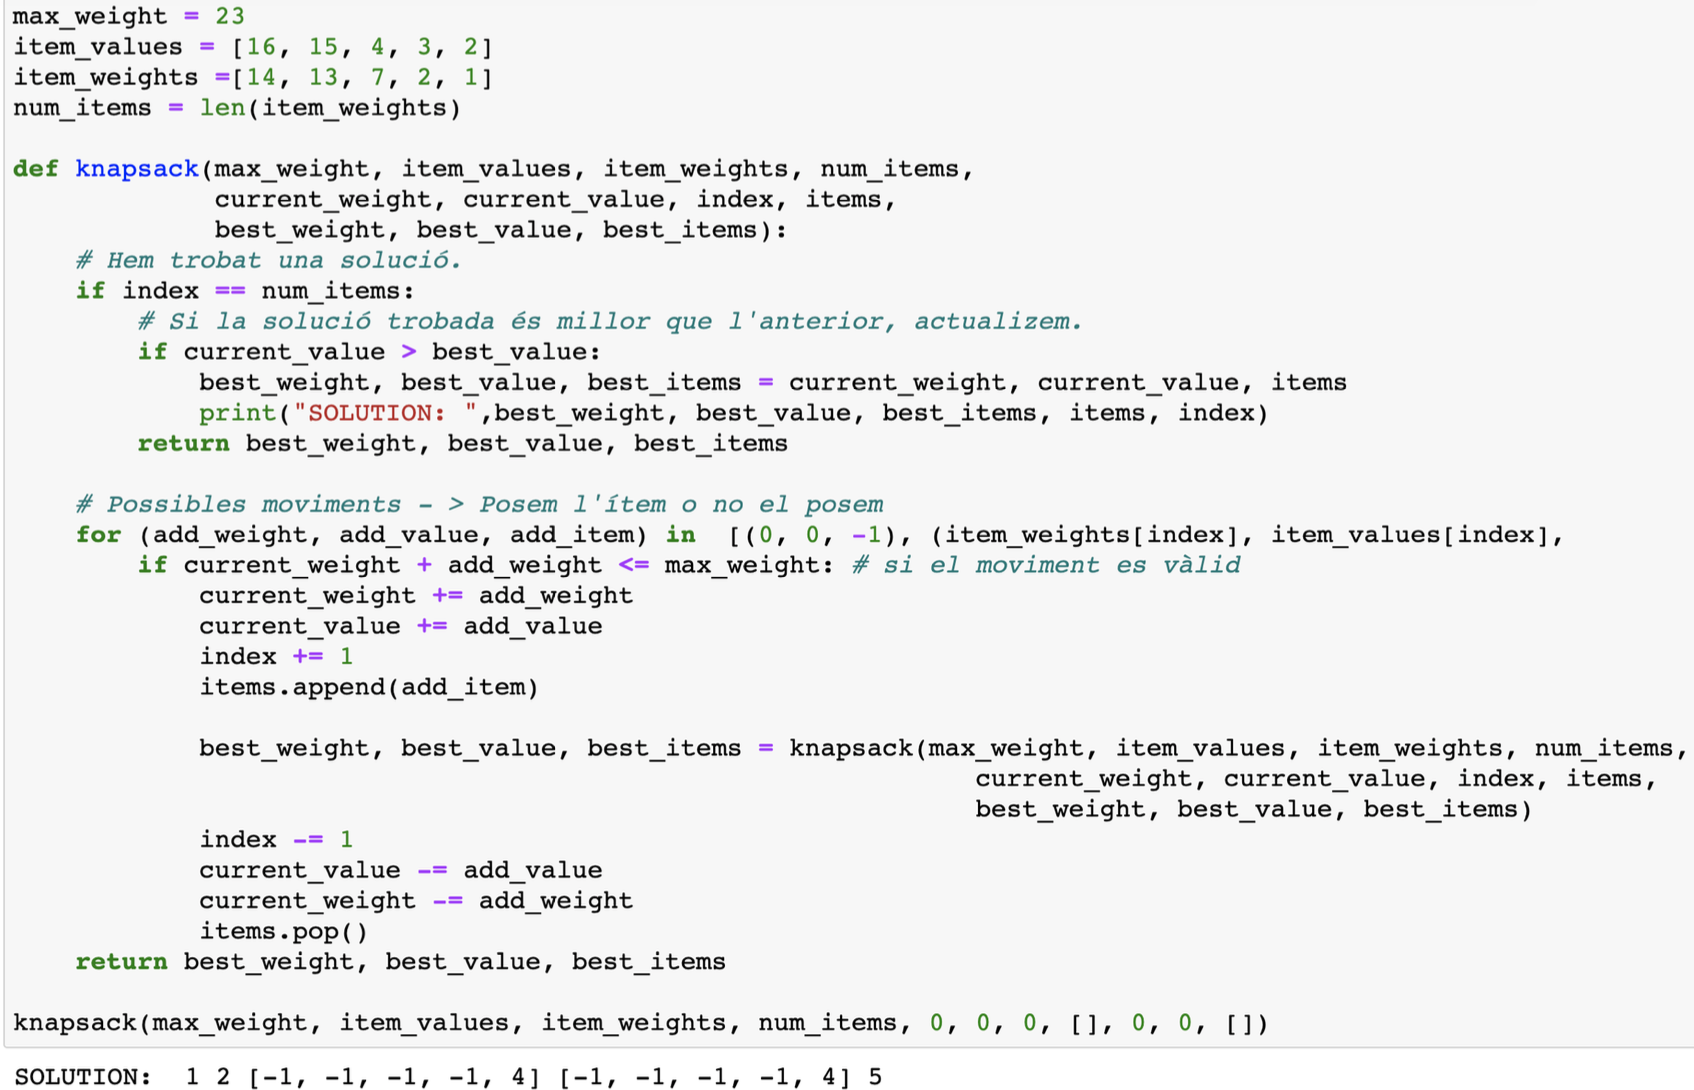 max_weight = 23
item_values = [16, 15, 4, 3, 2]
item_weights =[14, 13, 7, 2, 1]
num_items = len(item_weights)

def knapsack(max_weight, item_values, item_weights, num_items,
             current_weight, current_value, index, items,
             best_weight, best_value, best_items):
    # Hem trobat una solució.
    if index == num_items:
        # Si la solució trobada és millor que l'anterior, actualizem.
        if current_value > best_value:
            best_weight, best_value, best_items = current_weight, current_value, items
            print("SOLUTION: ",best_weight, best_value, best_items, items, index)
        return best_weight, best_value, best_items

    # Possibles moviments - > Posem l'ítem o no el posem
    for (add_weight, add_value, add_item) in  [(0, 0, -1), (item_weights[index], item_values[index],
        if current_weight + add_weight <= max_weight: # si el moviment es vàlid
            current_weight += add_weight
            current_value += add_value
            index += 1
            items.append(add_item)

            best_weight, best_value, best_items = knapsack(max_weight, item_values, item_weights, num_items,
                                                              current_weight, current_value, index, items,
                                                              best_weight, best_value, best_items)
            index -= 1
            current_value -= add_value
            current_weight -= add_weight
            items.pop()
    return best_weight, best_value, best_items

knapsack(max_weight, item_values, item_weights, num_items, 0, 0, 0, [], 0, 0, [])
SOLUTION:  1 2 [-1, -1, -1, -1, 4] [-1, -1, -1, -1, 4] 5